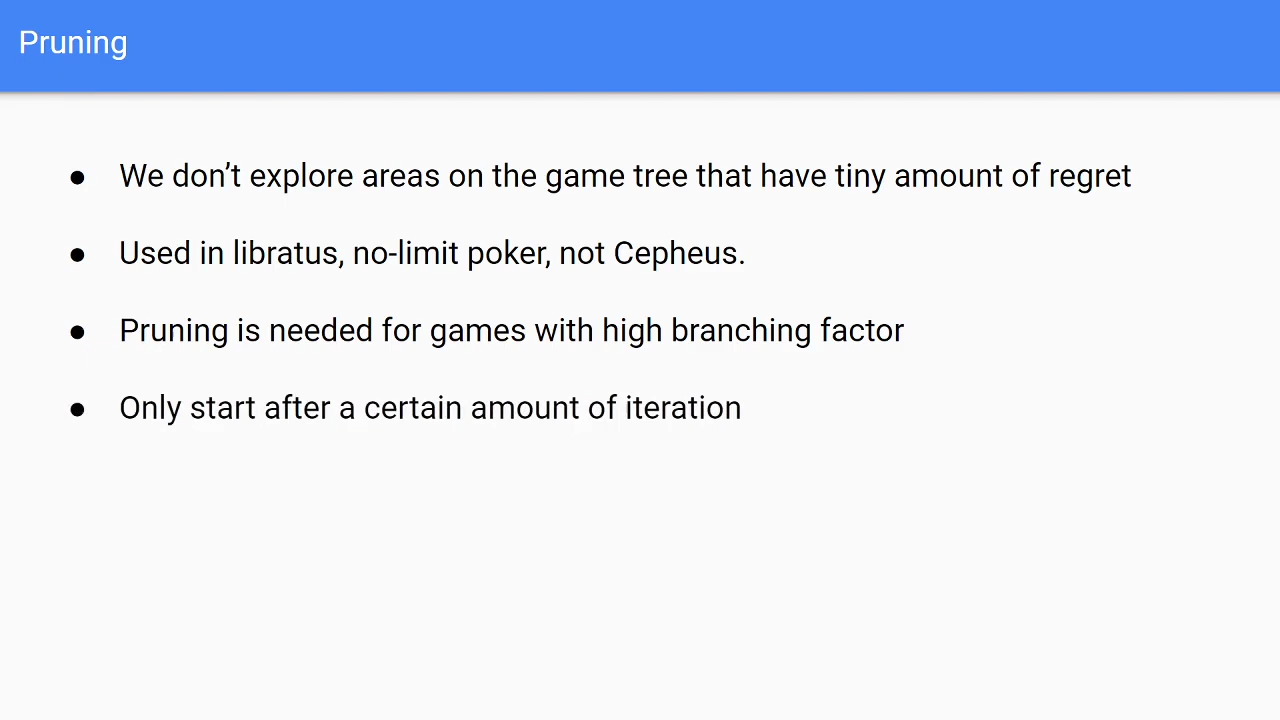 Pruning
● We don’t explore areas on the game tree that have tiny amount of regret
● Used in libratus, no-limit poker, not Cepheus.
● Pruning is needed for games with high branching factor
● Only start after a certain amount of iteration